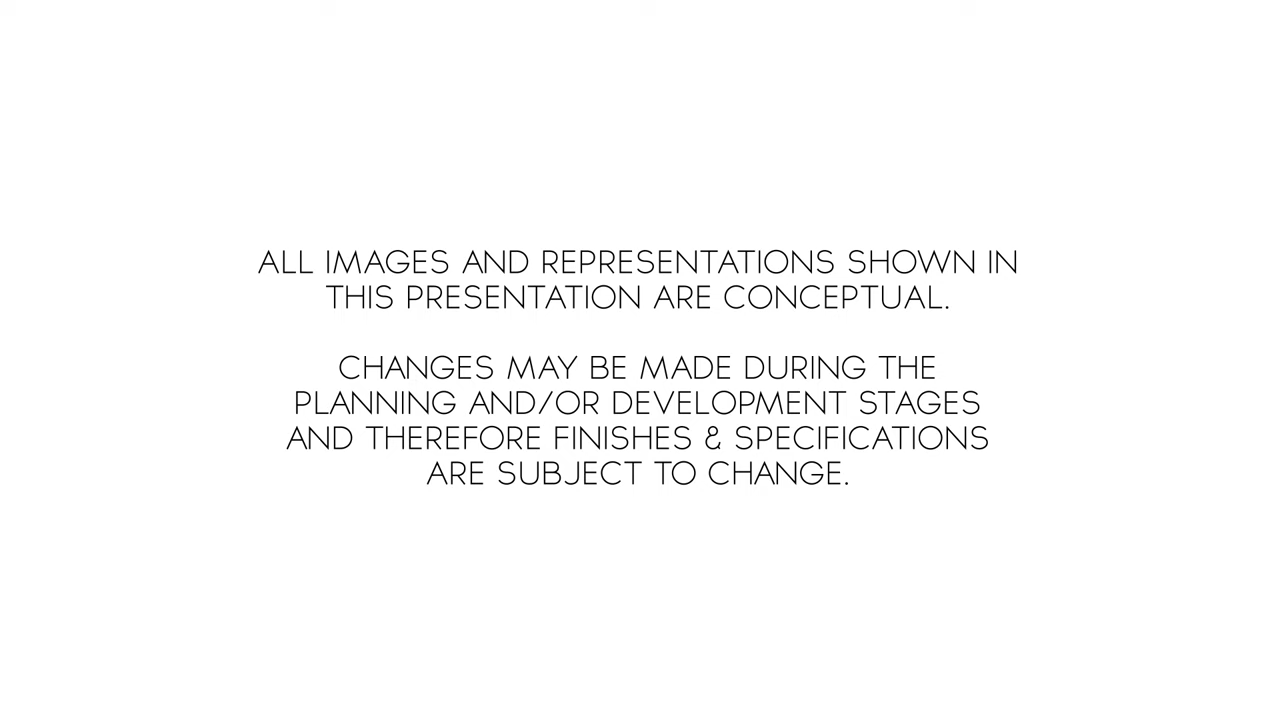 ALL IMAGES AND REPRESENTATIONS SHOWN IN
THIS PRESENTATION ARE CONCEPTUAL.
CHANGES MAY BE MADE DURING THE
PLANNING AND/OR DEVELOPMENT STAGES
AND THEREFORE FINISHES & SPECIFICATIONS
ARE SUBJECT TO CHANGE.